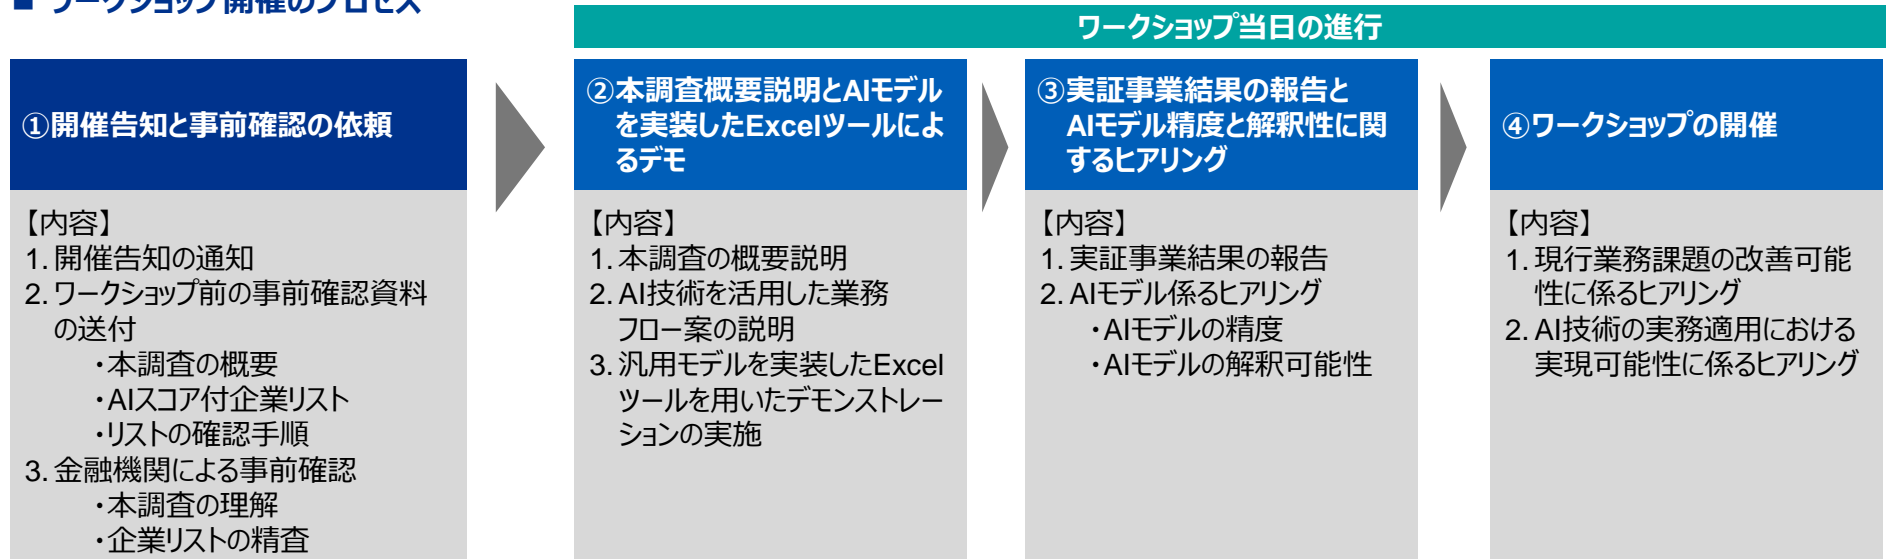 ■ ワークショップ開催のプロセス
ワークショップ当日の進行
①開催告知と事前確認の依頼
【内容】
1. 開催告知の通知
2. ワークショップ前の事前確認資料
の送付
・本調査の概要
・AIスコア付企業リスト
・リストの確認手順
3. 金融機関による事前確認
・本調査の理解
・企業リストの精査
②本調査概要説明とAIモデル
を実装したExcelツールによ
るデモ
【内容】
1. 本調査の概要説明
2. AI技術を活用した業務
フロー案の説明
3. 汎用モデルを実装したExcel
ツールを用いたデモンストレー
ションの実施
③実証事業結果の報告と
AIモデル精度と解釈性に関
するヒアリング
【内容】
1. 実証事業結果の報告
2. AIモデル係るヒアリング
・AIモデルの精度
・AIモデルの解釈可能性
④ワークショップの開催
【内容】
1. 現行業務課題の改善可能
性に係るヒアリング
2. AI技術の実務適用における
実現可能性に係るヒアリング